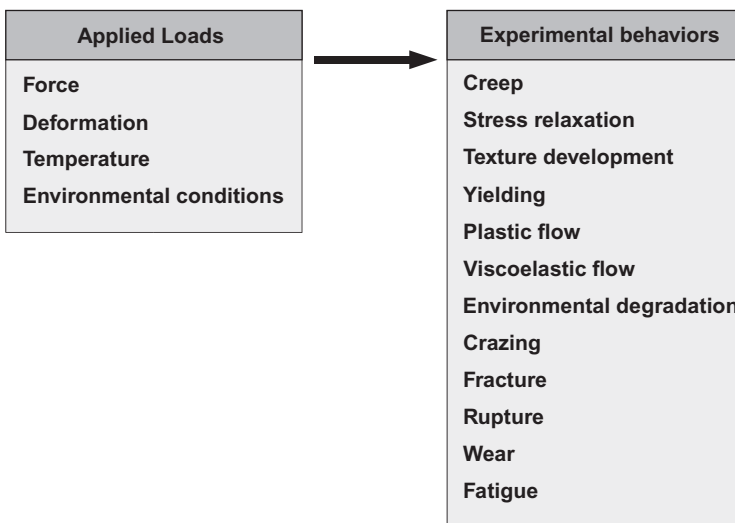 Applied Loads
Force
Deformation
Temperature
Environmental conditions
Experimental behaviors
Creep
Stress relaxation
Texture development
Yielding
Plastic flow
Viscoelastic flow
Environmental degradation
Crazing
Fracture
Rupture
Wear
Fatigue